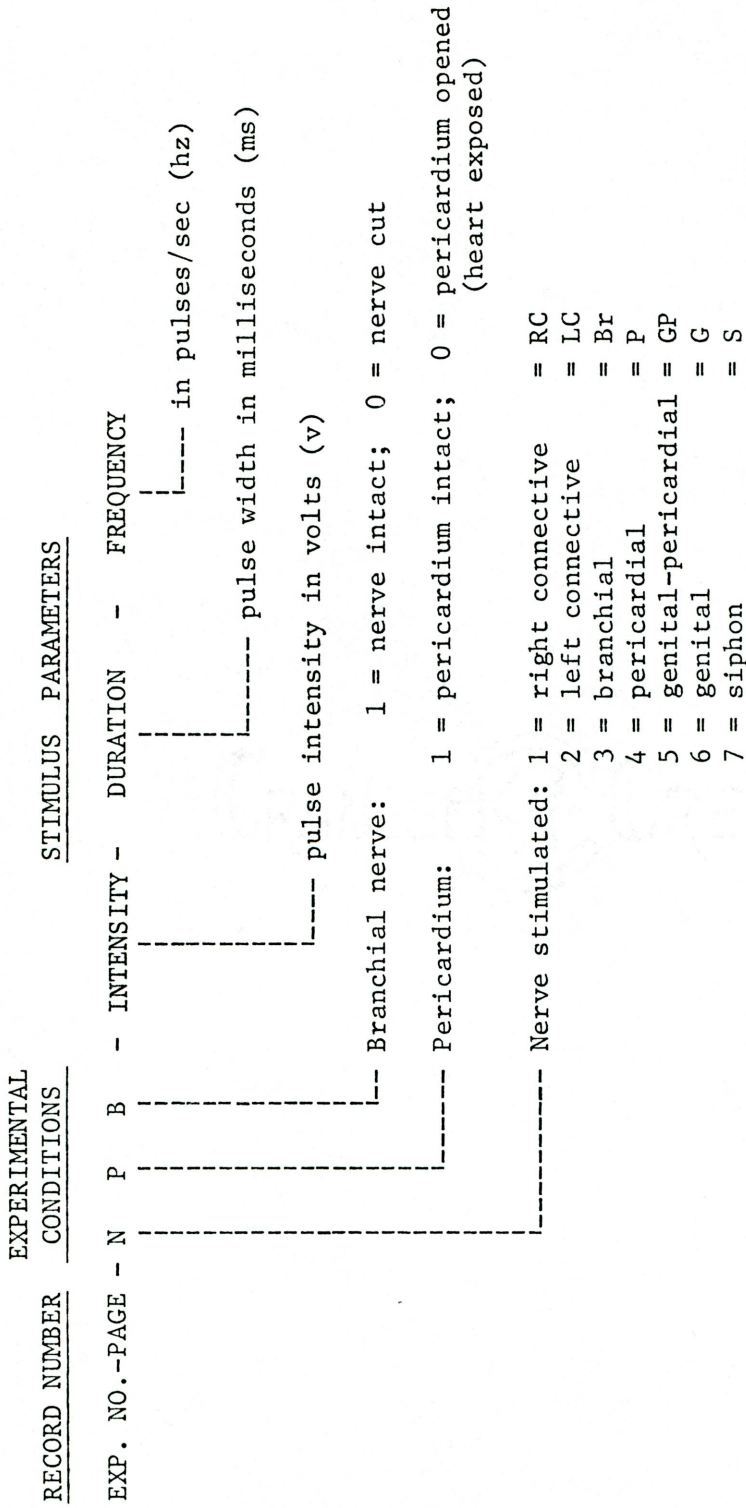 EXPERIMENTAL
RECORD NUMBER CONDITIONS STIMULUS PARAMETERS
EXP. NO.-PAGE - N P B - INTENSITY - DURATION - FREQUENCY
in pulses/sec (hz)
pulse width in milliseconds (ms)
pulse intensity in volts (v)
Branchial nerve: 1 = nerve intact; 0 = nerve cut
Pericardium: 1 = pericardium intact; 0 = pericardium opened
(heart exposed)
Nerve stimulated: 1 = right connective = RC
2 = left connective = LC
3 = branchial = Br
4 = pericardial = P
5 = genital-pericardial = GP
6 = genital = G
7 = siphon = S